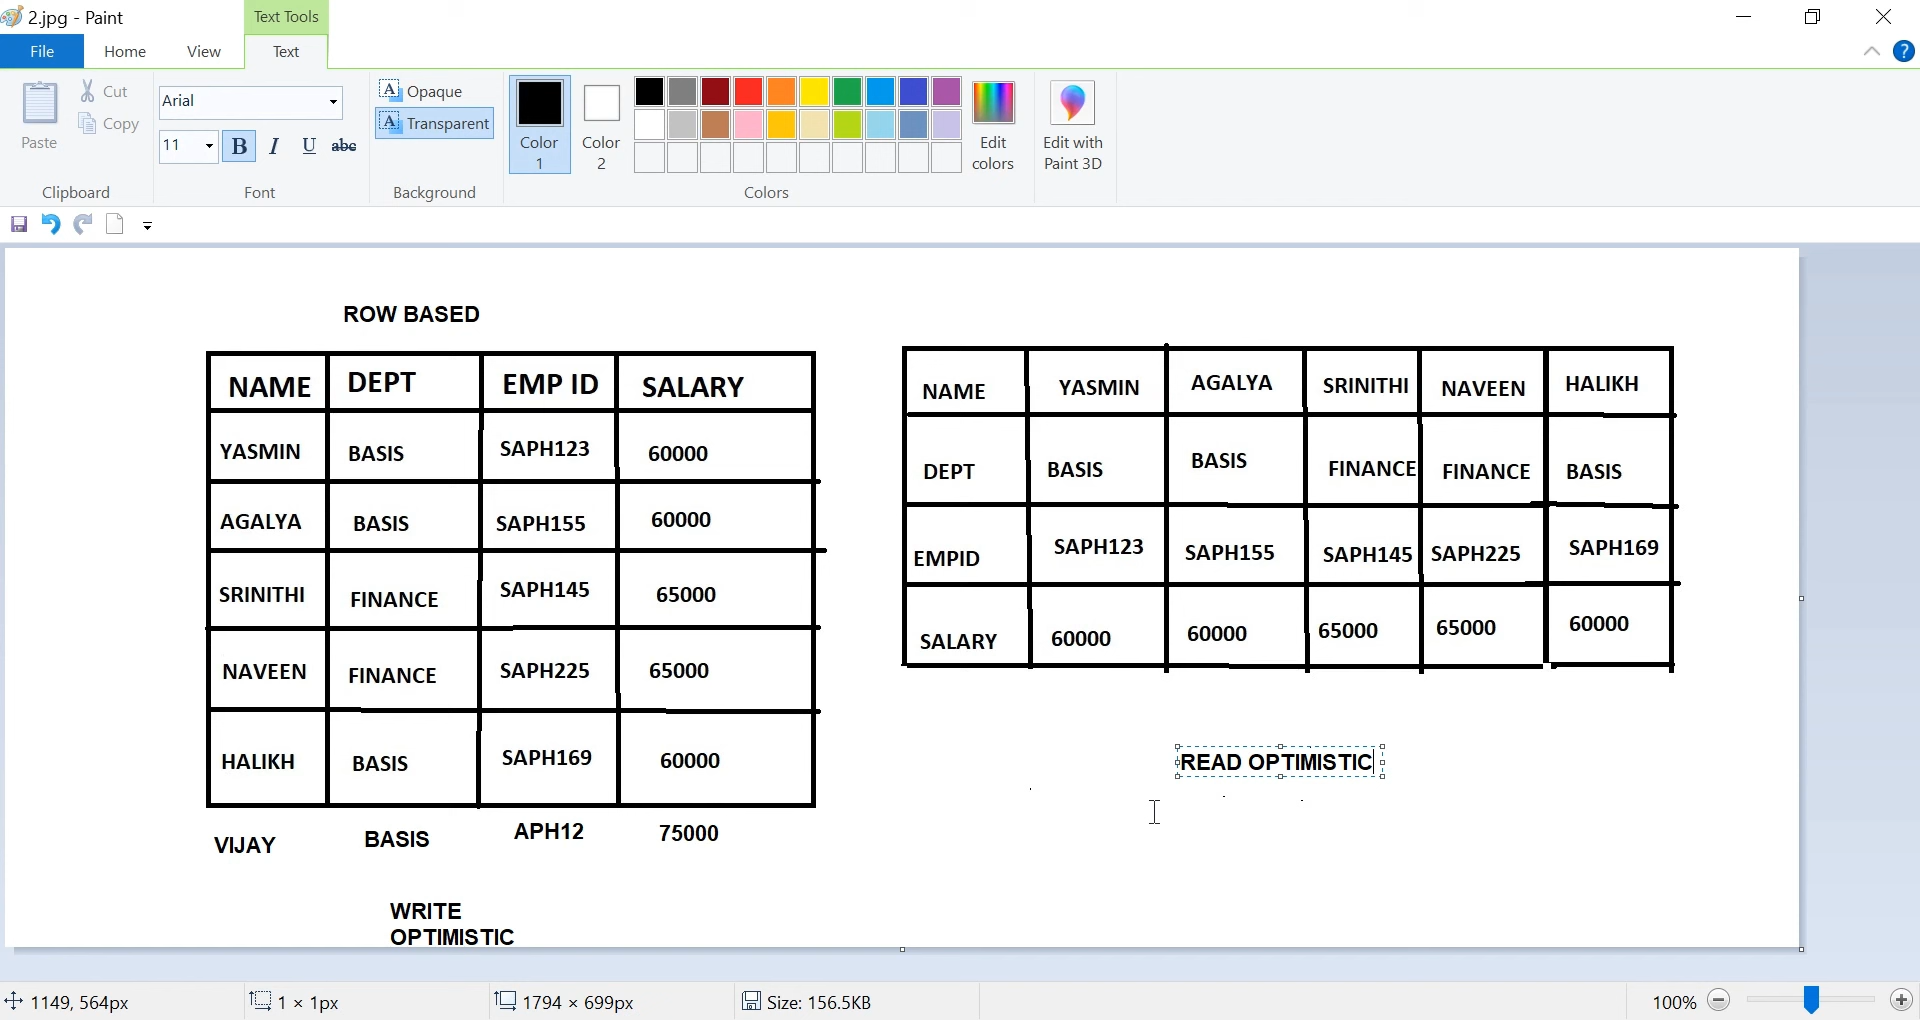 2.jpg - Paint
Text Tools
File Home View Text
Paste
Cut
Copy
Clipboard
Arial
11 B I U abc
Font
Opaque
Transparent
Background
Color 1
Color 2
Edit colors
Colors
Edit with Paint 3D
ROW BASED
NAME DEPT EMP ID SALARY
YASMIN BASIS SAPH123 60000
AGALYA BASIS SAPH155 60000
SRINITHI FINANCE SAPH145 65000
NAVEEN FINANCE SAPH225 65000
HALIKH BASIS SAPH169 60000
VIJAY BASIS APH12 75000
WRITE
OPTIMISTIC
NAME YASMIN AGALYA SRINITHI NAVEEN HALIKH
DEPT BASIS BASIS FINANCE FINANCE BASIS
EMPID SAPH123 SAPH155 SAPH145 SAPH225 SAPH169
SALARY 60000 60000 65000 65000 60000
READ OPTIMISTIC
1149, 564px 1 × 1px 1794 × 699px Size: 156.5KB 100%